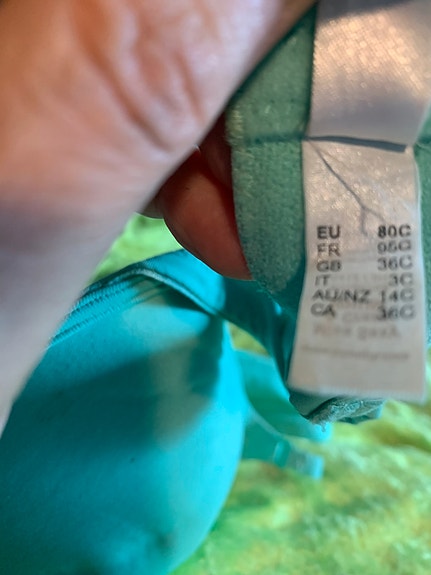 EU 80C
FR 95C
GB 36C
IT 3C
AU/NZ 14C
CA 36C